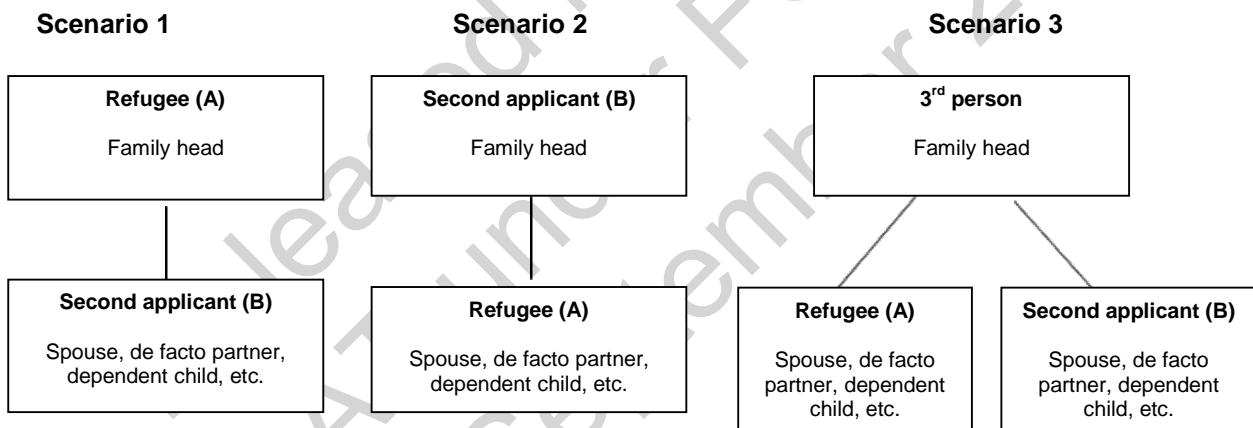 Scenario 1
Scenario 2
Scenario 3
Refugee (A)
Family head
Second applicant (B)
Family head
3rd person
Family head
Second applicant (B)
Spouse, de facto partner,
dependent child, etc.
Refugee (A)
Spouse, de facto partner,
dependent child, etc.
Refugee (A)
Spouse, de facto
partner, dependent
child, etc.
Second applicant (B)
Spouse, de facto
partner, dependent
child, etc.